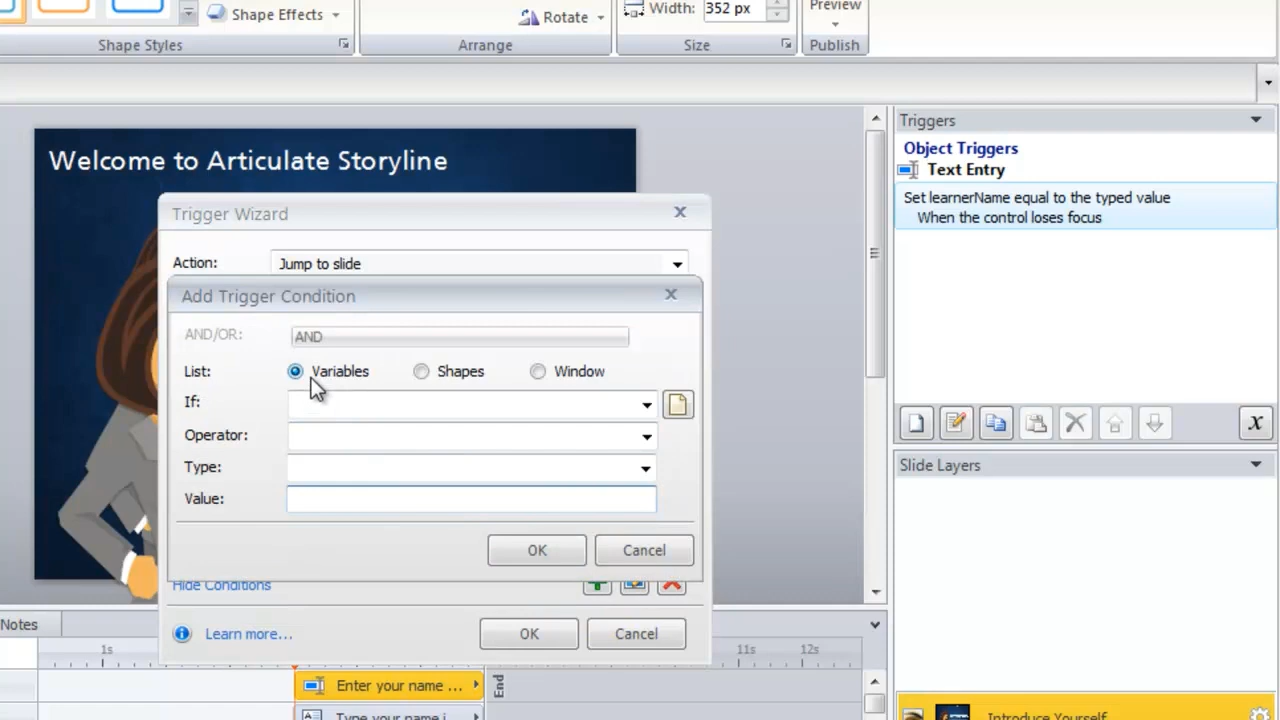 Shape Effects
Rotate
Width: 352 px
Preview
Shape Styles
Arrange
Size
Publish
Welcome to Articulate Storyline
Triggers
Object Triggers
Text Entry
Set learnerName equal to the typed value
When the control loses focus
x
Trigger Wizard
Action: Jump to slide
Add Trigger Condition
AND/OR: AND
List: Variables Shapes Window
If:
Operator:
Type:
Value:
OK Cancel
Hide Conditions
Learn more...
OK Cancel
Slide Layers
Notes
1s 11s 12s
Enter your name ...
End
Type your name i
Introduce Yourself